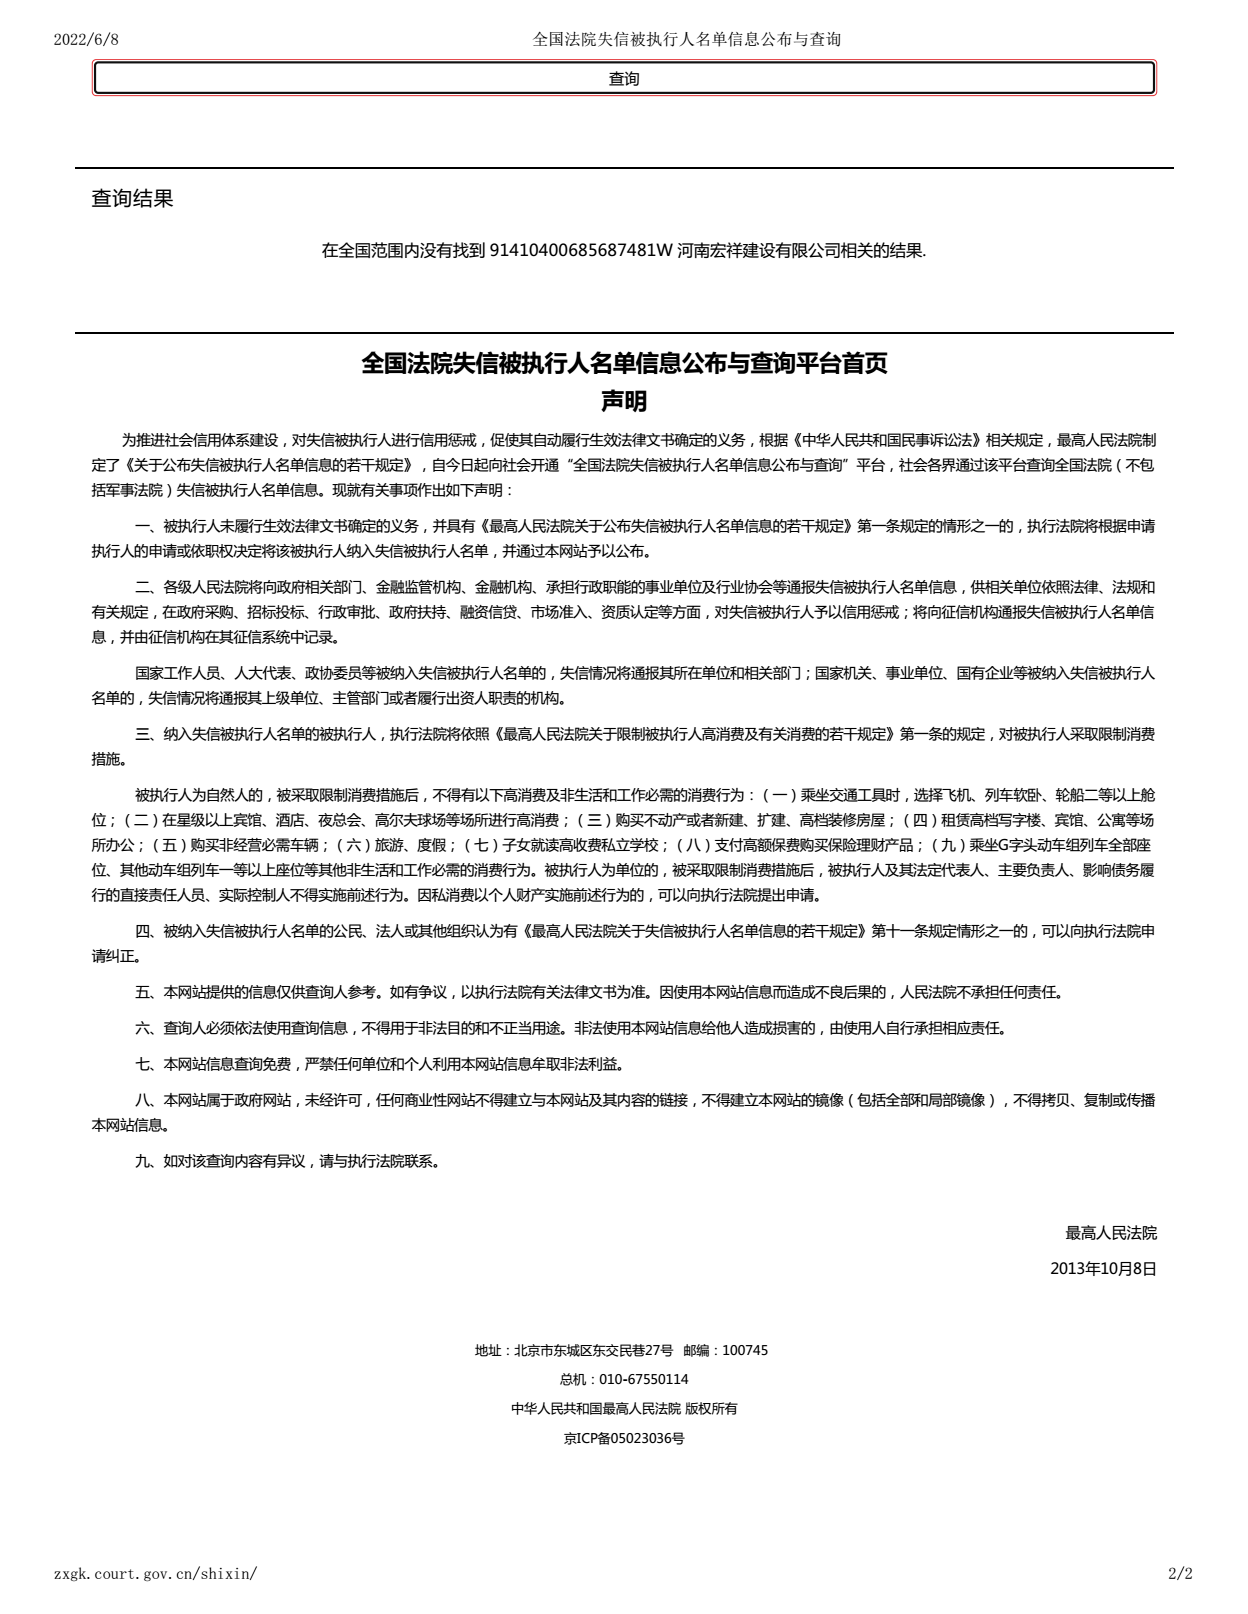 2022/6/8 全国法院失信被执行人名单信息公布与查询
查询
查询结果
在全国范围内没有找到 91410400685687481W 河南宏祥建设有限公司相关的结果.
全国法院失信被执行人名单信息公布与查询平台首页
声明
为推进社会信用体系建设，对失信被执行人进行信用惩戒，促使其自动履行生效法律文书确定的义务，根据《中华人民共和国民事诉讼法》相关规定，最高人民法院制
定了《关于公布失信被执行人名单信息的若干规定》，自今日起向社会开通“全国法院失信被执行人名单信息公布与查询”平台，社会各界通过该平台查询全国法院（不包
括军事法院）失信被执行人名单信息。现就有关事项作出如下声明：
一、被执行人未履行生效法律文书确定的义务，并具有《最高人民法院关于公布失信被执行人名单信息的若干规定》第一条规定的情形之一的，执行法院将根据申请
执行人的申请或依职权决定将该被执行人纳入失信被执行人名单，并通过本网站予以公布。
二、各级人民法院将向政府相关部门、金融监管机构、金融机构、承担行政职能的事业单位及行业协会等通报失信被执行人名单信息，供相关单位依照法律、法规和
有关规定，在政府采购、招标投标、行政审批、政府扶持、融资信贷、市场准入、资质认定等方面，对失信被执行人予以信用惩戒；将向征信机构通报失信被执行人名单信
息，并由征信机构在其征信系统中记录。
国家工作人员、人大代表、政协委员等被纳入失信被执行人名单的，失信情况将通报其所在单位和相关部门；国家机关、事业单位、国有企业等被纳入失信被执行人
名单的，失信情况将通报其上级单位、主管部门或者履行出资人职责的机构。
三、纳入失信被执行人名单的被执行人，执行法院将依照《最高人民法院关于限制被执行人高消费及有关消费的若干规定》第一条的规定，对被执行人采取限制消费
措施。
被执行人为自然人的，被采取限制消费措施后，不得有以下高消费及非生活和工作必需的消费行为：（一）乘坐交通工具时，选择飞机、列车软卧、轮船二等以上舱
位；（二）在星级以上宾馆、酒店、夜总会、高尔夫球场等场所进行高消费；（三）购买不动产或者新建、扩建、高档装修房屋；（四）租赁高档写字楼、宾馆、公寓等场
所办公；（五）购买非经营必需车辆；（六）旅游、度假；（七）子女就读高收费私立学校；（八）支付高额保费购买保险理财产品；（九）乘坐G字头动车组列车全部座
位、其他动车组列车一等以上座位等其他非生活和工作必需的消费行为。被执行人为单位的，被采取限制消费措施后，被执行人及其法定代表人、主要负责人、影响债务履
行的直接责任人员、实际控制人不得实施前述行为。因私消费以个人财产实施前述行为的，可以向执行法院提出申请。
四、被纳入失信被执行人名单的公民、法人或其他组织认为有《最高人民法院关于失信被执行人名单信息的若干规定》第十一条规定情形之一的，可以向执行法院申
请纠正。
五、本网站提供的信息仅供查询人参考。如有争议，以执行法院有关法律文书为准。因使用本网站信息而造成不良后果的，人民法院不承担任何责任。
六、查询人必须依法使用查询信息，不得用于非法目的和不正当用途。非法使用本网站信息给他人造成损害的，由使用人自行承担相应责任。
七、本网站信息查询免费，严禁任何单位和个人利用本网站信息牟取非法利益。
八、本网站属于政府网站，未经许可，任何商业性网站不得建立与本网站及其内容的链接，不得建立本网站的镜像（包括全部和局部镜像），不得拷贝、复制或传播
本网站信息。
九、如对该查询内容有异议，请与执行法院联系。
最高人民法院
2013年10月8日
地址：北京市东城区东交民巷27号 邮编：100745
总机：010-67550114
中华人民共和国最高人民法院 版权所有
京ICP备05023036号
zxgk.court.gov.cn/shixin/ 2/2